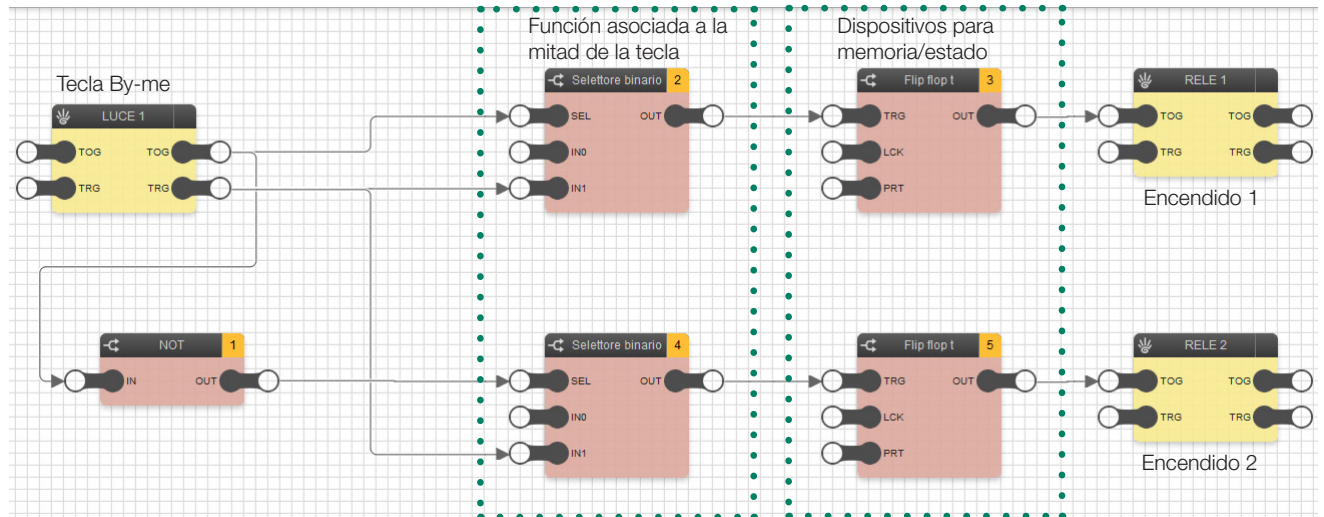 Función asociada a la
mitad de la tecla
Dispositivos para
memoria/estado
Tecla By-me
LUCE 1
TOG TOG
TRG TRG
Selettore binario 2
SEL OUT
IN0
IN1
Flip flop t 3
TRG OUT
LCK
PRT
RELE 1
TOG TOG
TRG TRG
Encendido 1
NOT 1
IN OUT
Selettore binario 4
SEL OUT
IN0
IN1
Flip flop t 5
TRG OUT
LCK
PRT
RELE 2
TOG TOG
TRG TRG
Encendido 2